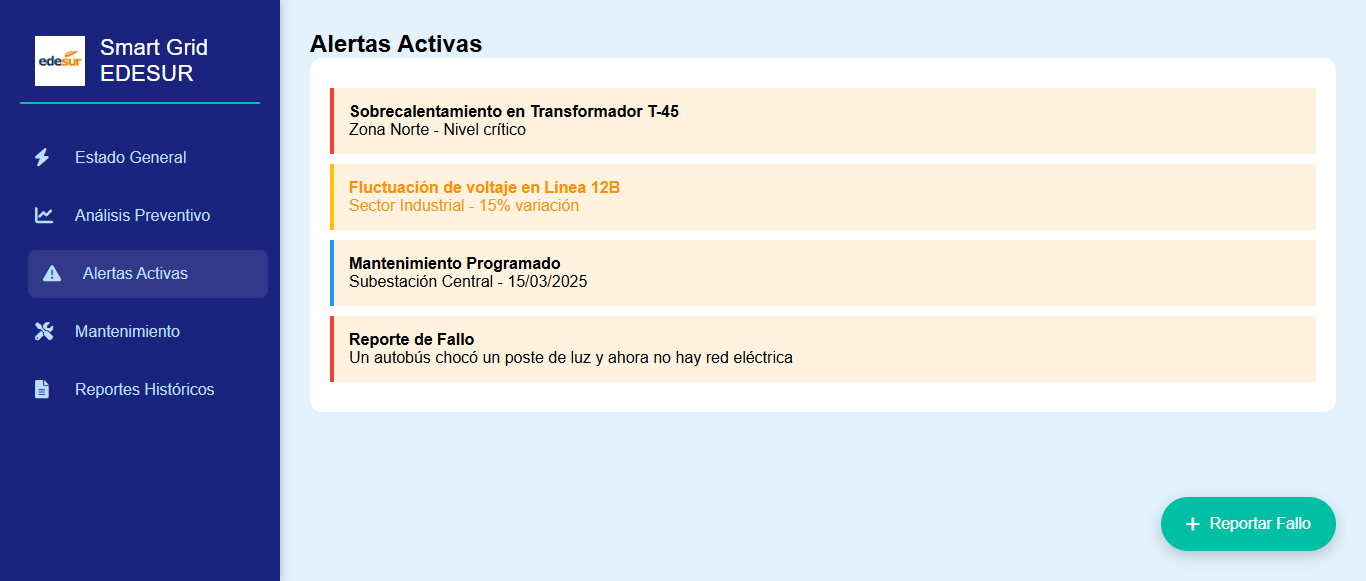 edesur
Smart Grid
EDESUR
Estado General
Análisis Preventivo
Alertas Activas
Mantenimiento
Reportes Históricos
Alertas Activas
Sobrecalentamiento en Transformador T-45
Zona Norte - Nivel crítico
Fluctuación de voltaje en Línea 12B
Sector Industrial - 15% variación
Mantenimiento Programado
Subestación Central - 15/03/2025
Reporte de Fallo
Un autobús chocó un poste de luz y ahora no hay red eléctrica
+ Reportar Fallo